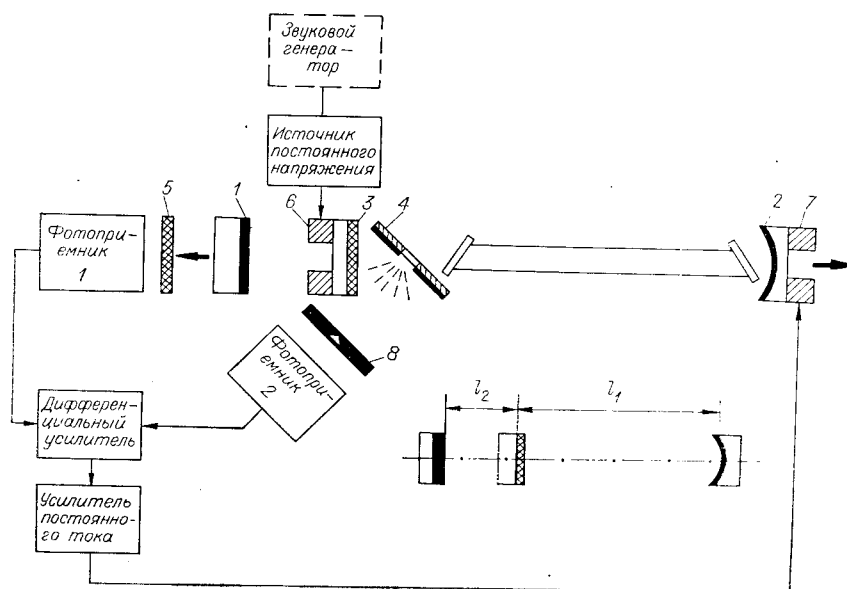 Звуковой
генера-
тор
Источник
постоянного
напряжения
5
1
6
3
4
2
7
Фотопри-
емник
1
8
Фотопри-
емник
2
Дифферен-
циальный
усилитель
l₂
l₁
Усилитель
постоянно-
го тока